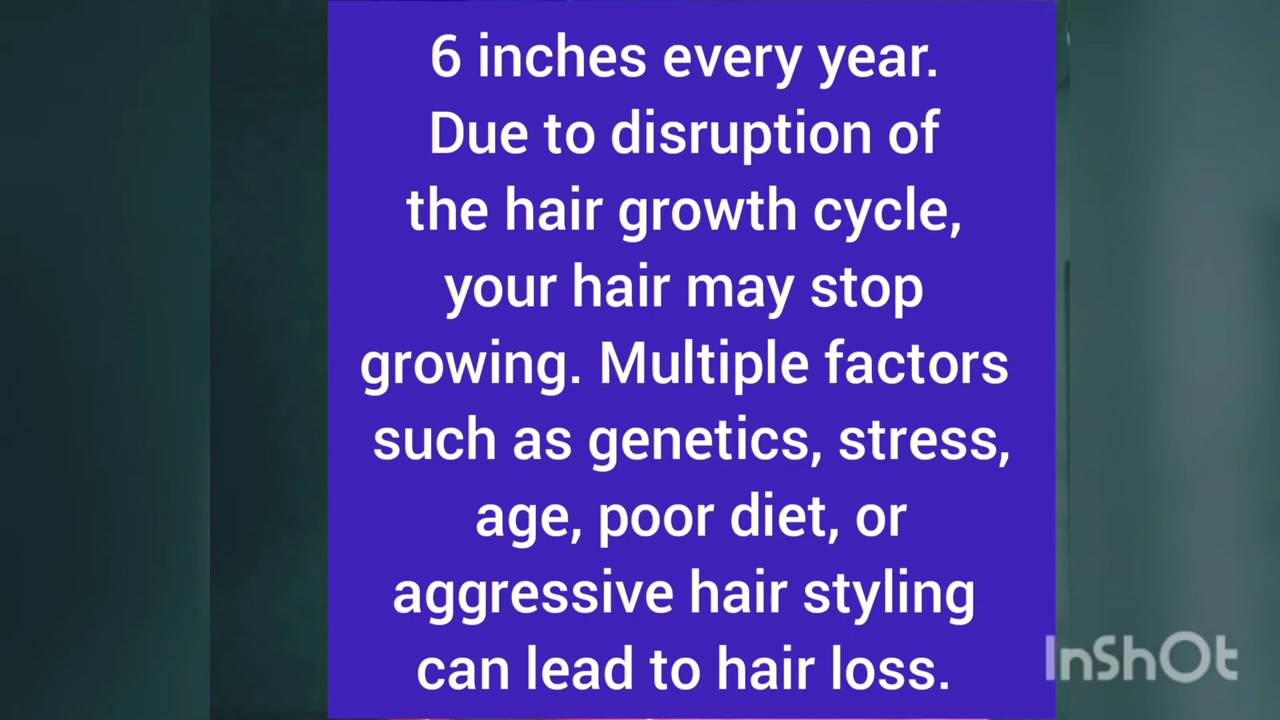 6 inches every year.
Due to disruption of
the hair growth cycle,
your hair may stop
growing. Multiple factors
such as genetics, stress,
age, poor diet, or
aggressive hair styling
can lead to hair loss.
InShOt